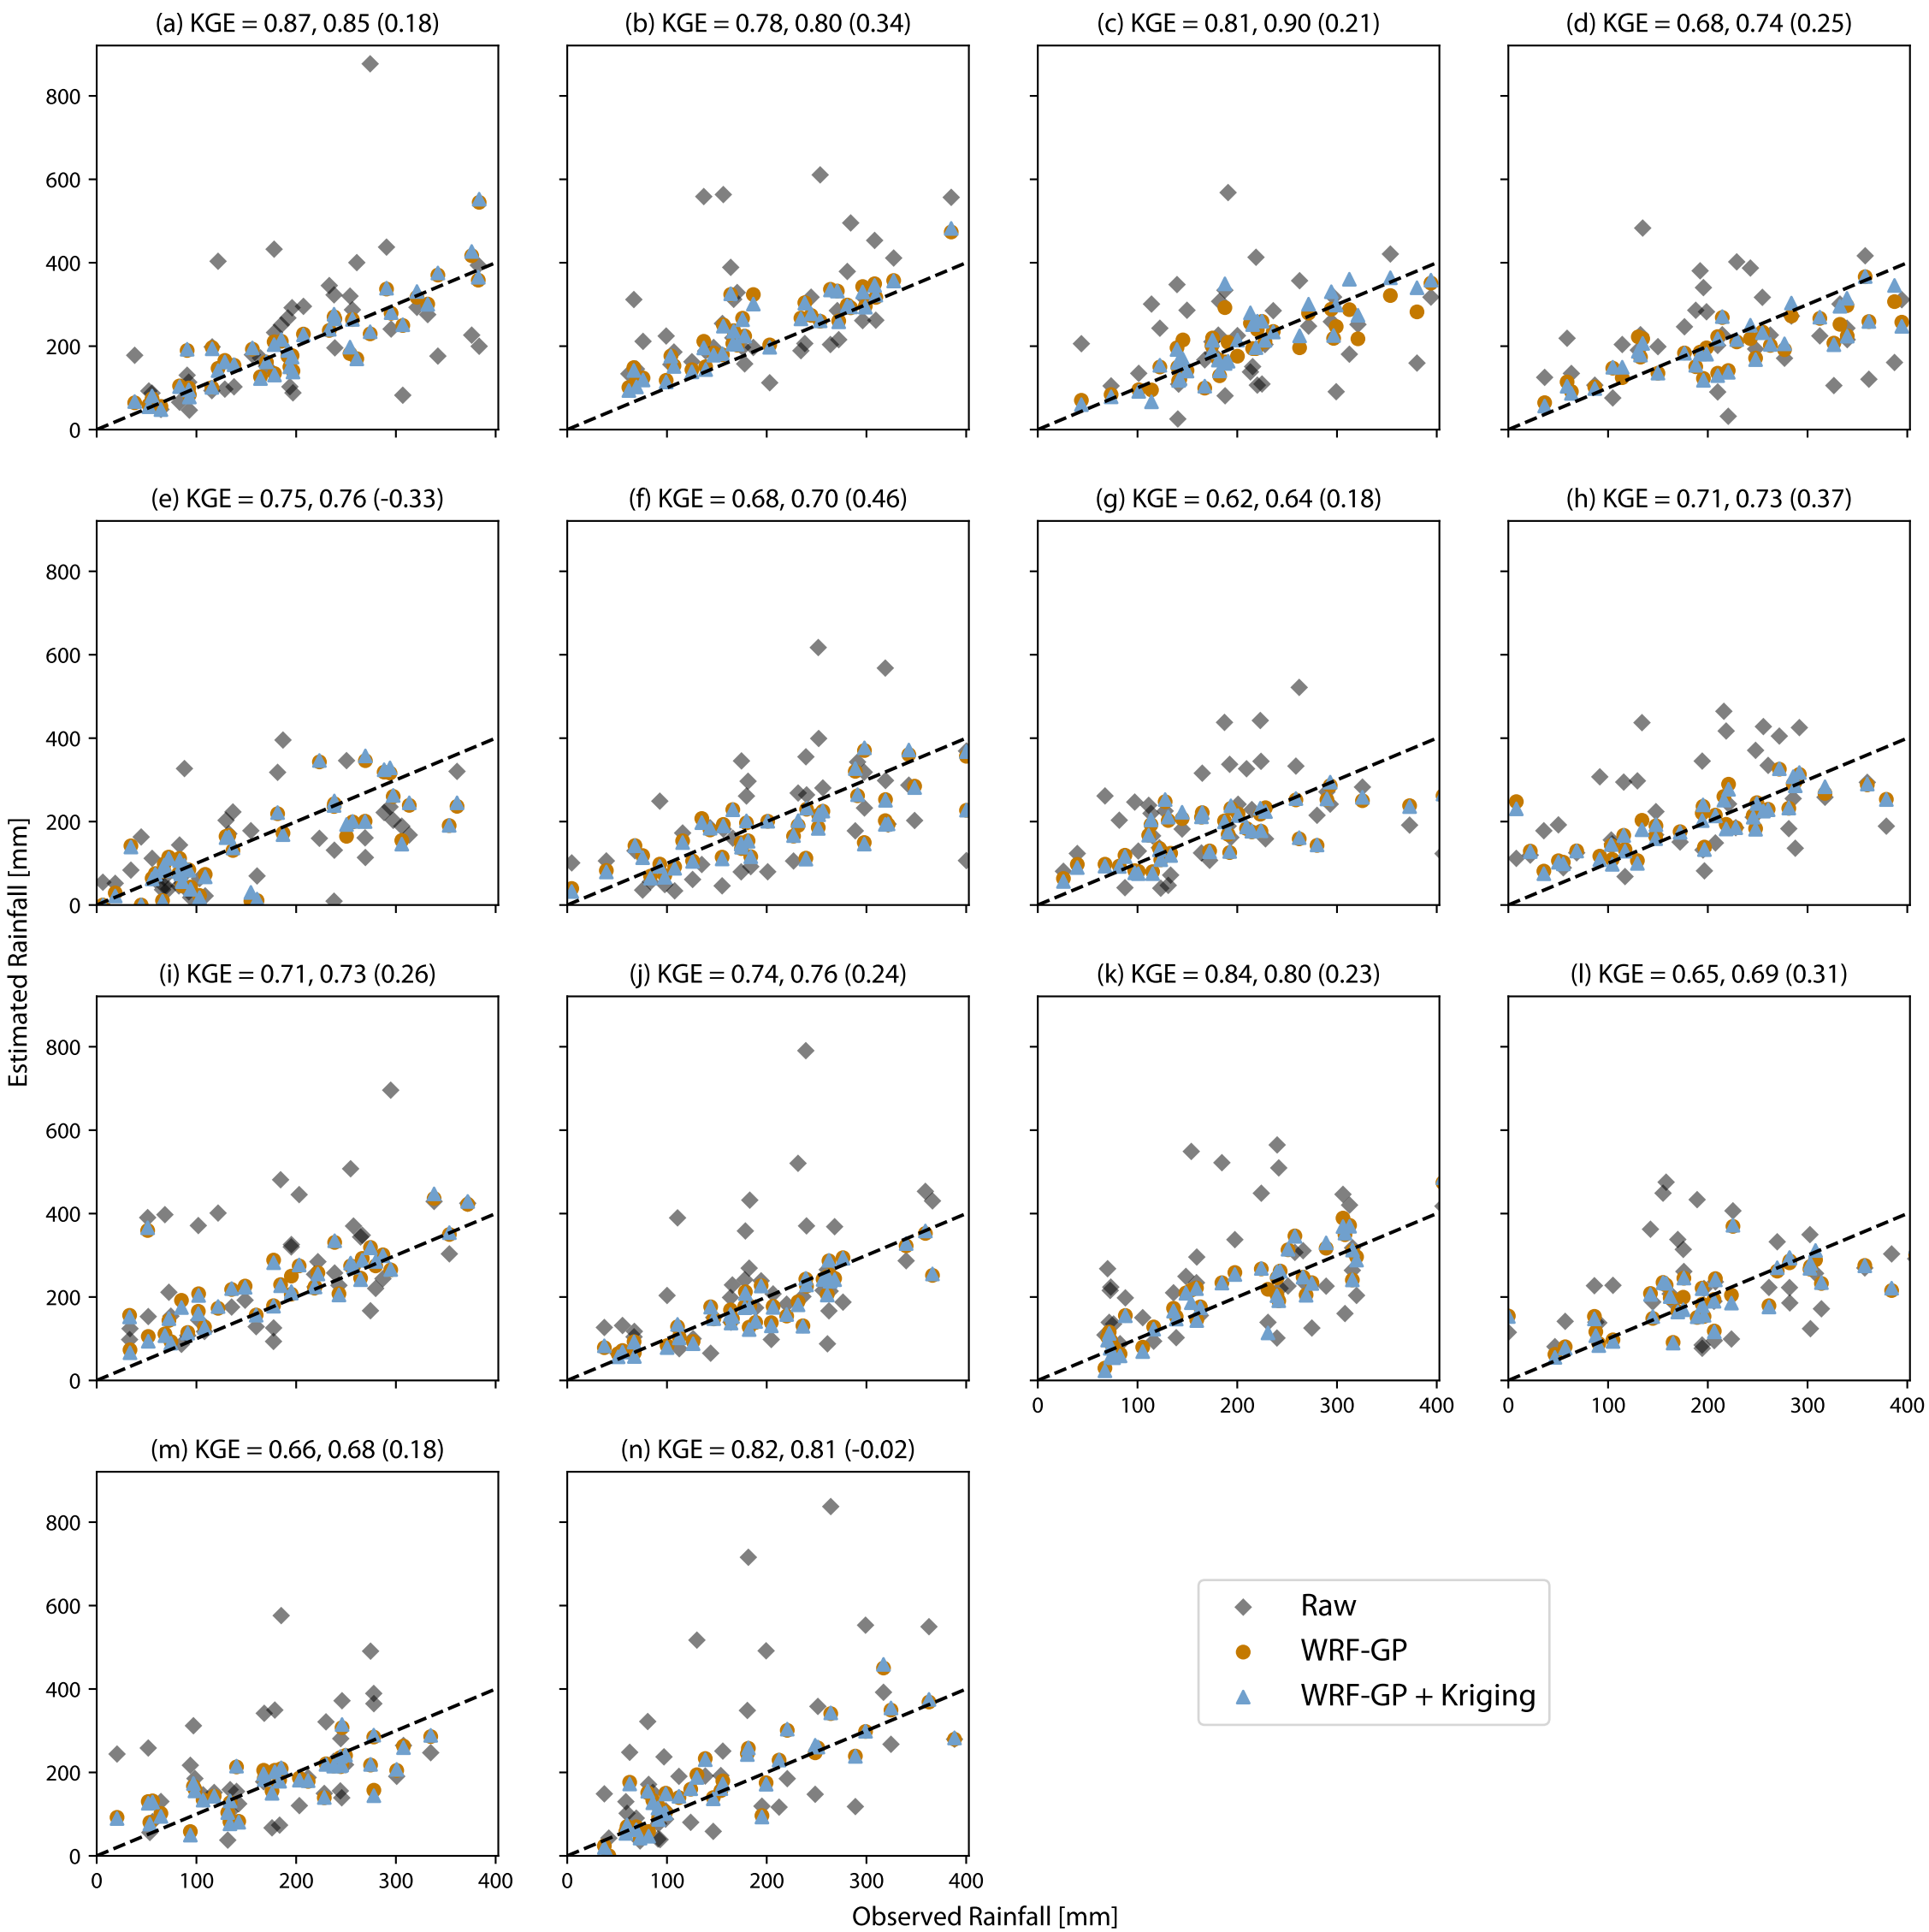 (a) KGE = 0.87, 0.85 (0.18)
(b) KGE = 0.78, 0.80 (0.34)
(c) KGE = 0.81, 0.90 (0.21)
(d) KGE = 0.68, 0.74 (0.25)
800
600
400
200
0
(e) KGE = 0.75, 0.76 (-0.33)
(f) KGE = 0.68, 0.70 (0.46)
(g) KGE = 0.62, 0.64 (0.18)
(h) KGE = 0.71, 0.73 (0.37)
800
600
400
200
0
Estimated Rainfall [mm]
(i) KGE = 0.71, 0.73 (0.26)
(j) KGE = 0.74, 0.76 (0.24)
(k) KGE = 0.84, 0.80 (0.23)
(l) KGE = 0.65, 0.69 (0.31)
800
600
400
200
0
0 100 200 300 400
0 100 200 300 400
(m) KGE = 0.66, 0.68 (0.18)
(n) KGE = 0.82, 0.81 (-0.02)
800
600
400
200
0
0 100 200 300 400
0 100 200 300 400
Raw
WRF-GP
WRF-GP + Kriging
Observed Rainfall [mm]